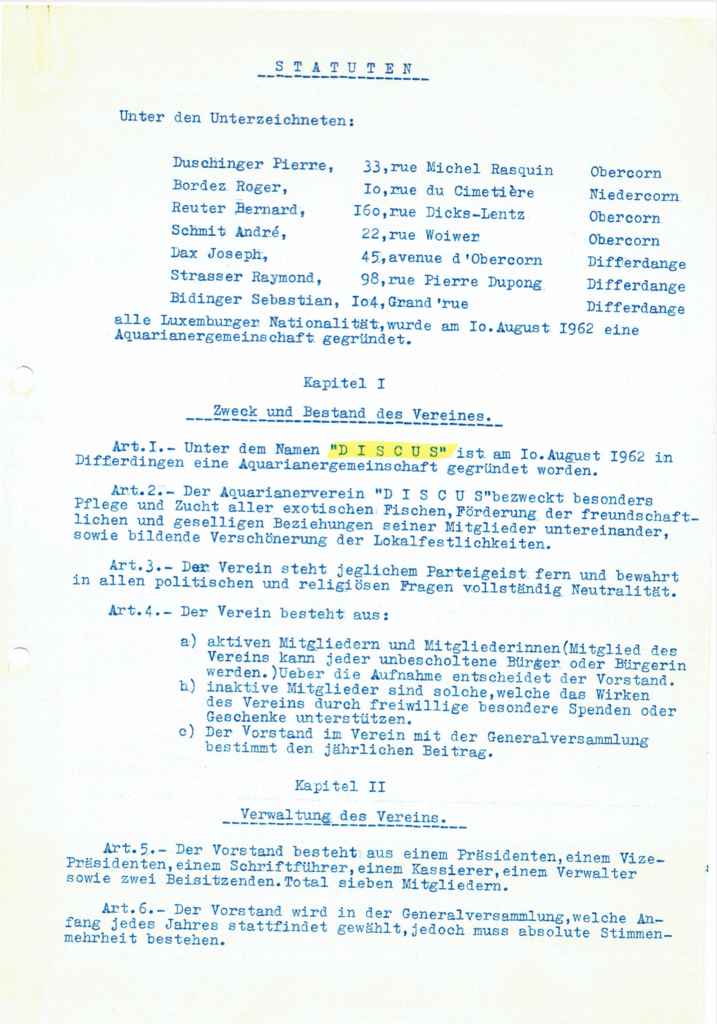 S T A T U T E N
Unter den Unterzeichneten:
Duschinger Pierre, 33,rue Michel Rasquin Obercorn
Bordez Roger, Io,rue du Cimetière Niedercorn
Reuter Bernard, I6o,rue Dicks-Lentz Obercorn
Schmit André, 22,rue Woiwer Obercorn
Dax Joseph, 45,avenue d'Obercorn Differdange
Strasser Raymond, 98,rue Pierre Dupong Differdange
Bidinger Sebastian, Io4,Grand'rue Differdange
alle Luxemburger Nationalität,wurde am Io.August I962 eine
Aquarianergemeinschaft gegründet.
Kapitel I
Zweck und Bestand des Vereines.
Art.I.- Unter dem Namen "D I S C U S" ist am Io.August I962 in
Differdingen eine Aquarianergemeinschaft gegründet worden.
Art.2.- Der Aquarianerverein "D I S C U S"bezweckt besonders
Pflege und Zucht aller exotischen Fischen,Förderung der freundschaft-
lichen und geselligen Beziehungen seiner Mitglieder untereinander,
sowie bildende Verschönerung der Lokalfestlichkeiten.
Art.3.- Der Verein steht jeglichem Parteigeist fern und bewahrt
in allen politischen und religiösen Fragen vollständig Neutralität.
Art.4.- Der Verein besteht aus:
a) aktiven Mitgliedern und Mitgliederinnen(Mitglied des
Vereins kann jeder unbescholtene Bürger oder Bürgerin
werden.)Ueber die Aufnahme entscheidet der Vorstand.
b) inaktive Mitglieder sind solche,welche das Wirken
des Vereins durch freiwillige besondere Spenden oder
Geschenke unterstützen.
c) Der Vorstand im Verein mit der Generalversammlung
bestimmt den jährlichen Beitrag.
Kapitel II
Verwaltung des Vereins.
Art.5.- Der Vorstand besteht aus einem Präsidenten,einem Vize-
Präsidenten,einem Schriftführer,einem Kassierer,einem Verwalter
sowie zwei Beisitzenden.Total sieben Mitgliedern.
Art.6.- Der Vorstand wird in der Generalversammlung,welche An-
fang jedes Jahres stattfindet gewählt,jedoch muss absolute Stimmen-
mehrheit bestehen.